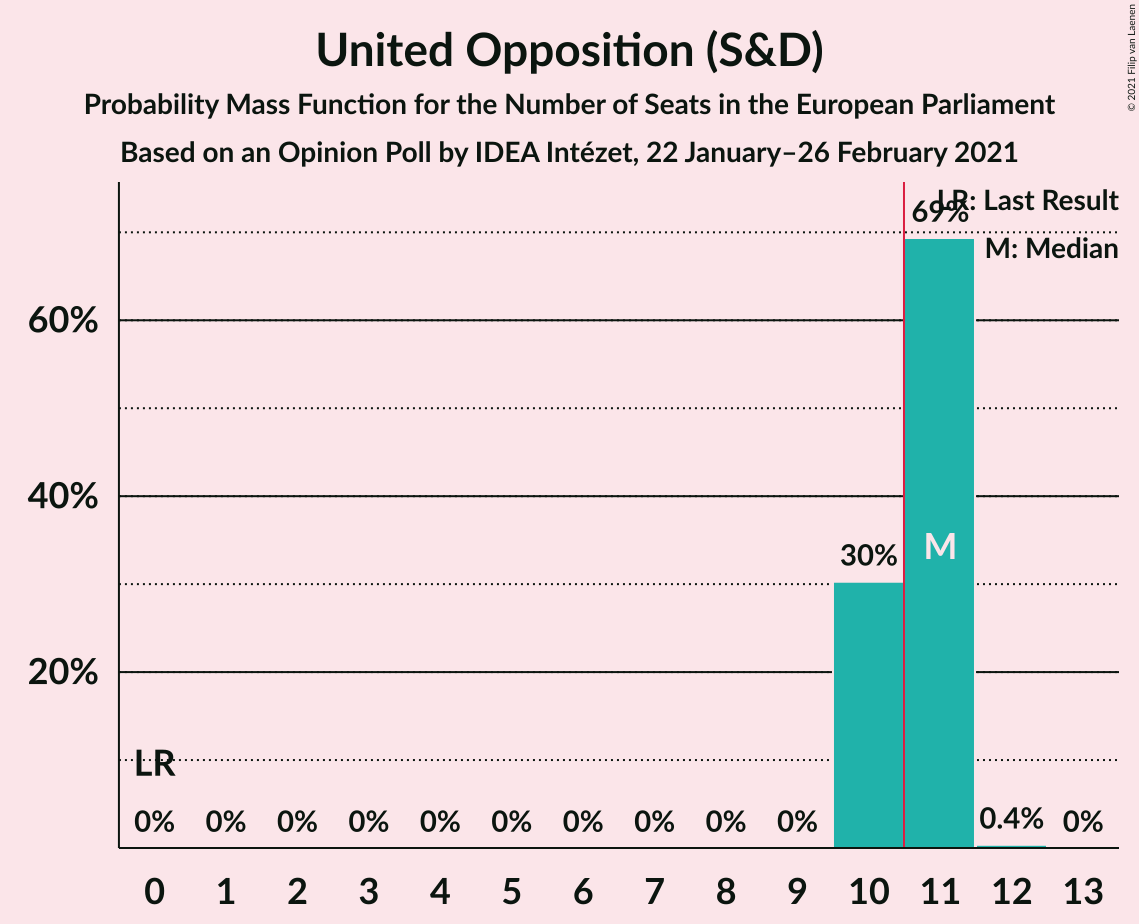 United Opposition (S&D)
Probability Mass Function for the Number of Seats in the European Parliament
Based on an Opinion Poll by IDEA Intézet, 22 January–26 February 2021
© 2021 Filip van Laenen
LR: Last Result
M: Median
69%
60%
40%
20%
30%
M
LR
0% 0% 0% 0% 0% 0% 0% 0% 0% 0% 0.4% 0%
0 1 2 3 4 5 6 7 8 9 10 11 12 13